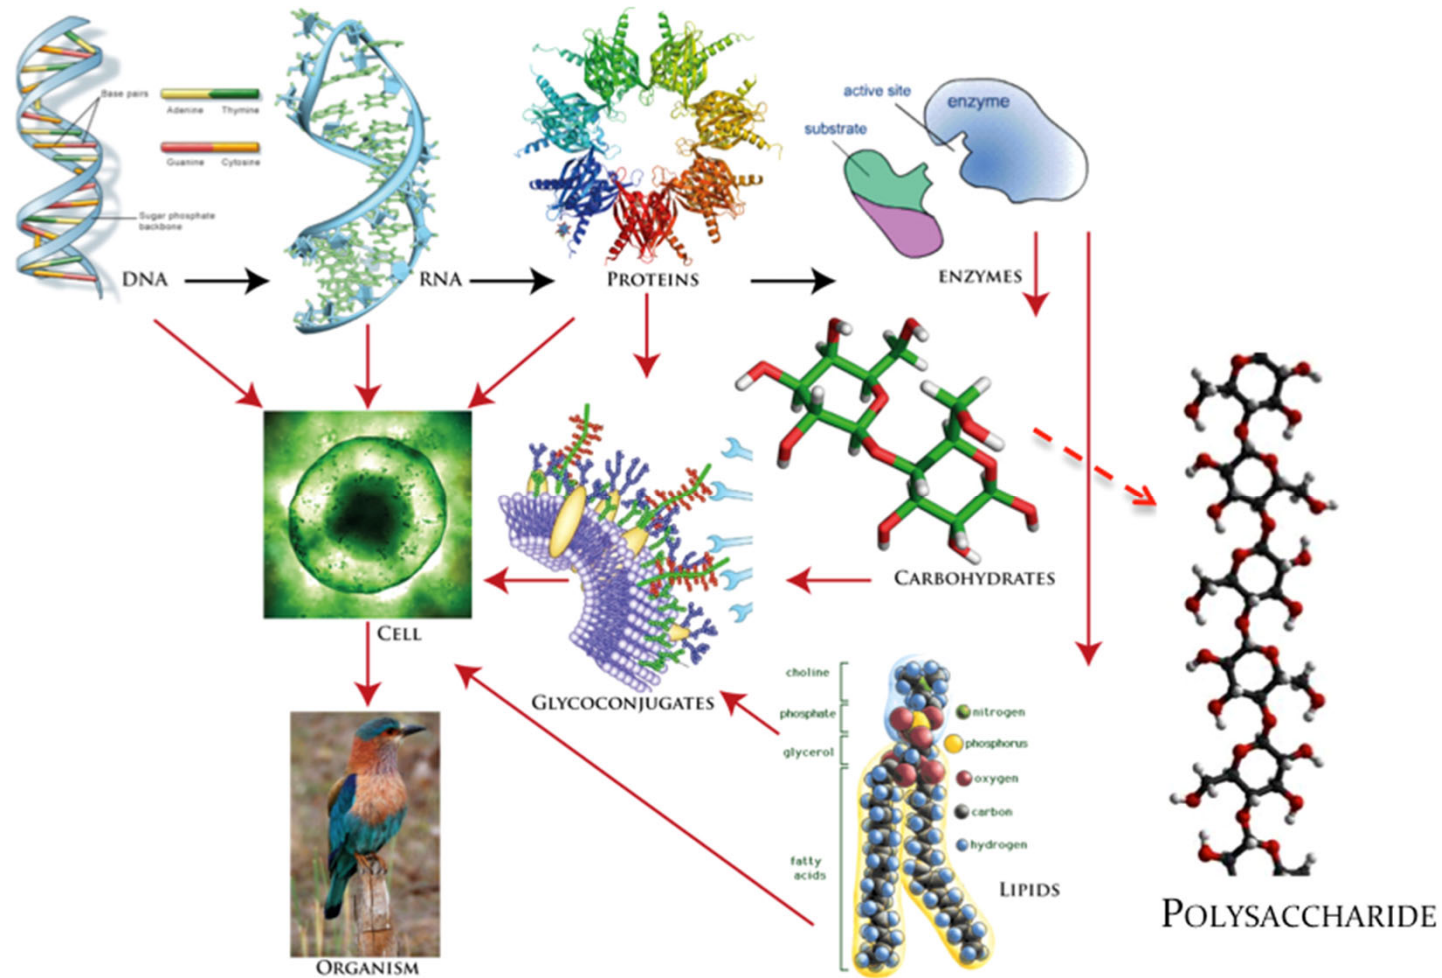 Base pairs
Adenine Thymine
Guanine Cytosine
Sugar phosphate
backbone
DNA
RNA
PROTEINS
active site
enzyme
substrate
ENZYMES
CELL
GLYCOCONJUGATES
CARBOHYDRATES
choline
phosphate
glycerol
fatty
acids
nitrogen
phosphorus
oxygen
carbon
hydrogen
LIPIDS
ORGANISM
POLYSACCHARIDE